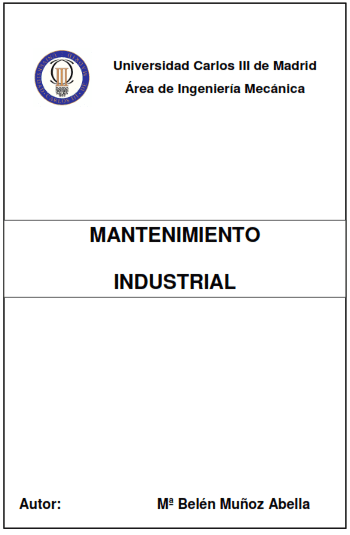 Universidad Carlos III de Madrid
Área de Ingeniería Mecánica
MANTENIMIENTO
INDUSTRIAL
Autor: Mª Belén Muñoz Abella